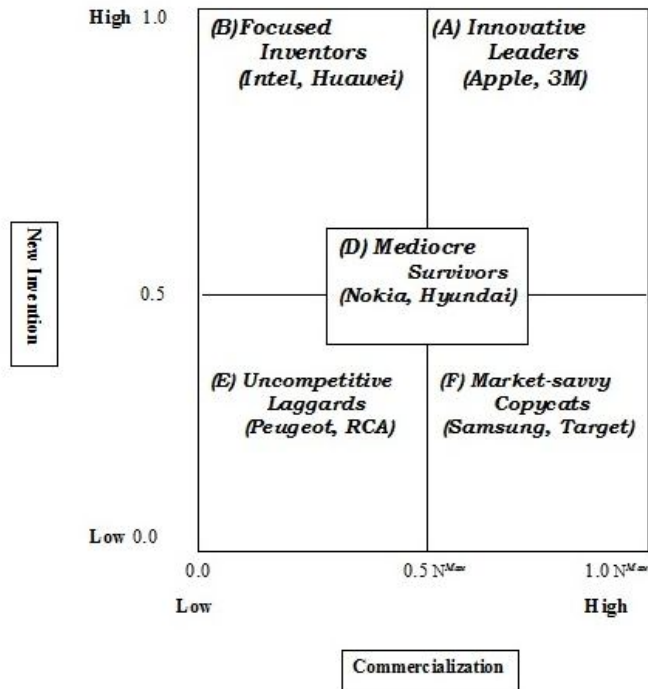 High 1.0
(B)Focused
Inventors
(Intel, Huawei)
(A) Innovative
Leaders
(Apple, 3M)
New Invention
(D) Mediocre
Survivors
(Nokia, Hyundai)
0.5
(E) Uncompetitive
Laggards
(Peugeot, RCA)
(F) Market-savvy
Copycats
(Samsung, Target)
Low 0.0
0.0
0.5 N^Max
1.0 N^Max
Low
High
Commercialization